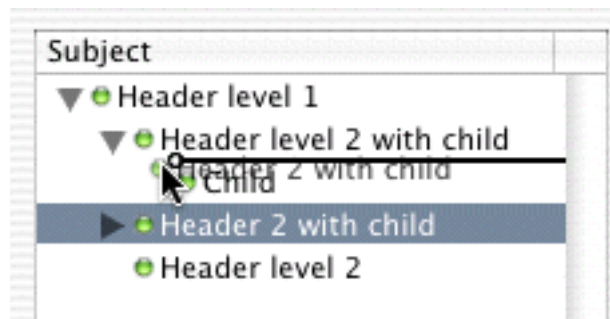 Subject
Header level 1
Header level 2 with child
Header 2 with child
Child
Header 2 with child
Header level 2